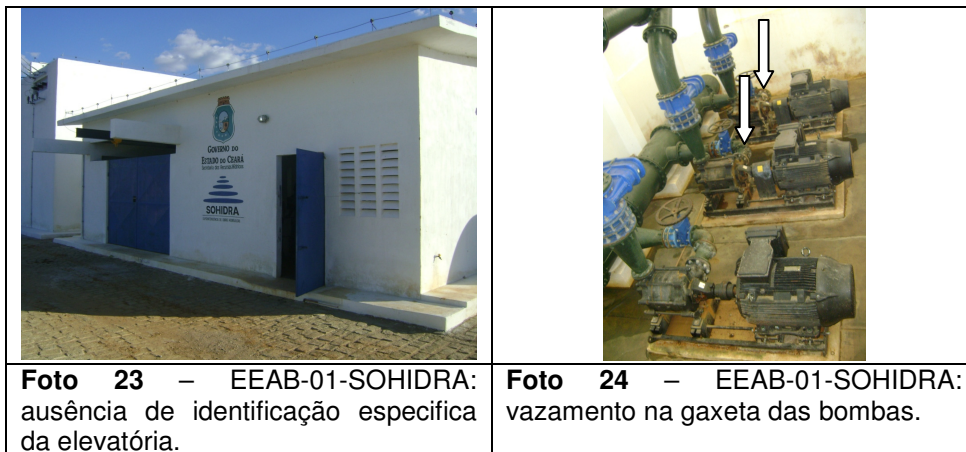 GOVERNO DO
ESTADO DO CEARÁ
SOHIDRA
Foto 23 – EEAB-01-SOHIDRA:
ausência de identificação especifica
da elevatória.
Foto 24 – EEAB-01-SOHIDRA:
vazamento na gaxeta das bombas.